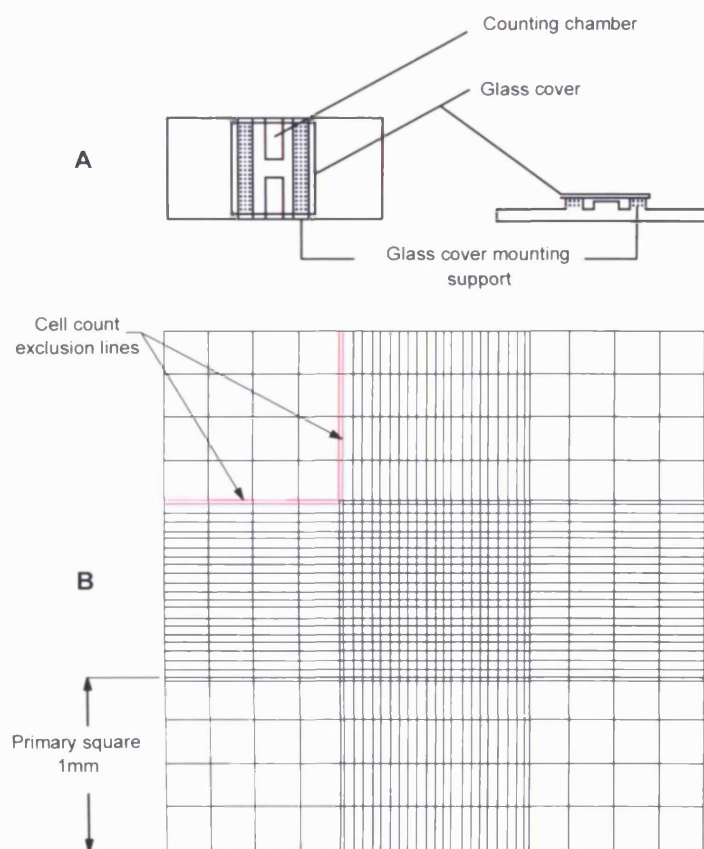 Counting chamber
Glass cover
A
Glass cover mounting
support
Cell count
exclusion lines
B
Primary square
1mm